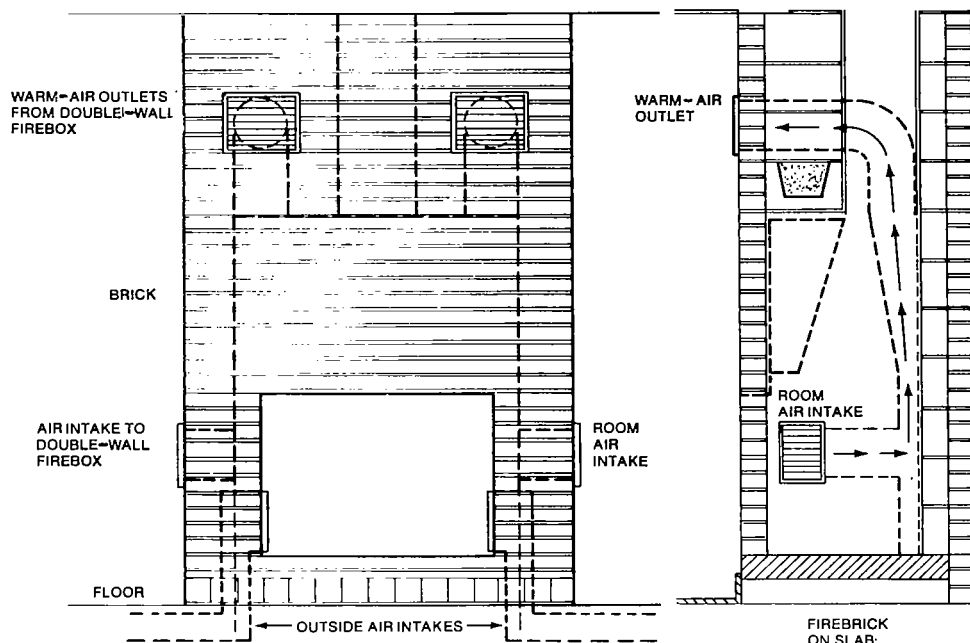 WARM-AIR OUTLETS
FROM DOUBLE-WALL
FIREBOX
BRICK
AIR INTAKE TO
DOUBLE-WALL
FIREBOX
ROOM
AIR
INTAKE
FLOOR
OUTSIDE AIR INTAKES
WARM-AIR
OUTLET
ROOM
AIR INTAKE
FIREBRICK
ON SLAB: